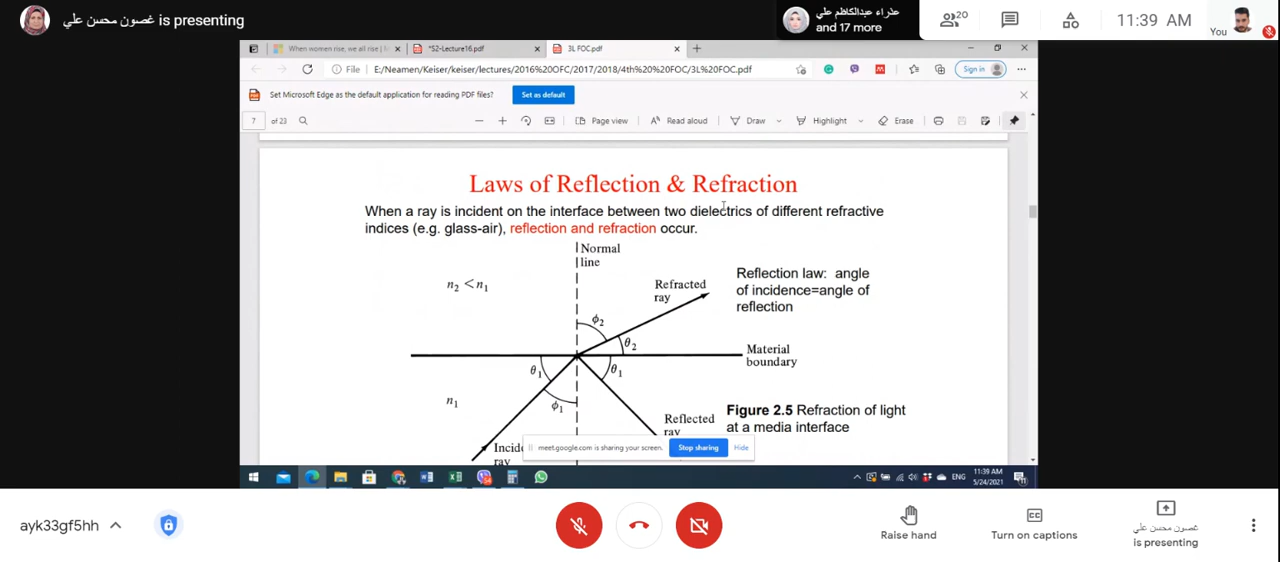 غصون محسن علي is presenting
عذراء عبدالكاظم علي
and 17 more
20
11:39 AM
You
When women rise, we all rise |
*S2-Lecture16.pdf
3L FOC.pdf
File
E:/Neamen/Keiser/keiser/lectures/2016%20OFC/2017/2018/4th%20%20FOC/3L%20FOC.pdf
Sign in
Set Microsoft Edge as the default application for reading PDF files?
Set as default
7 of 23
Page view
Read aloud
Draw
Highlight
Erase
Laws of Reflection & Refraction
When a ray is incident on the interface between two dielectrics of different refractive
indices (e.g. glass-air), reflection and refraction occur.
Normal
line
n₂ < n₁
Refracted
ray
Reflection law: angle
of incidence=angle of
reflection
ϕ₂
θ₂
Material
boundary
θ₁
θ₁
n₁
ϕ₁
Figure 2.5 Refraction of light
at a media interface
Reflected
ray
Incide
ray
meet.google.com is sharing your screen.
Stop sharing
Hide
ENG
11:39 AM
5/24/2021
ayk33gf5hh
Raise hand
Turn on captions
غصون محسن علي
is presenting